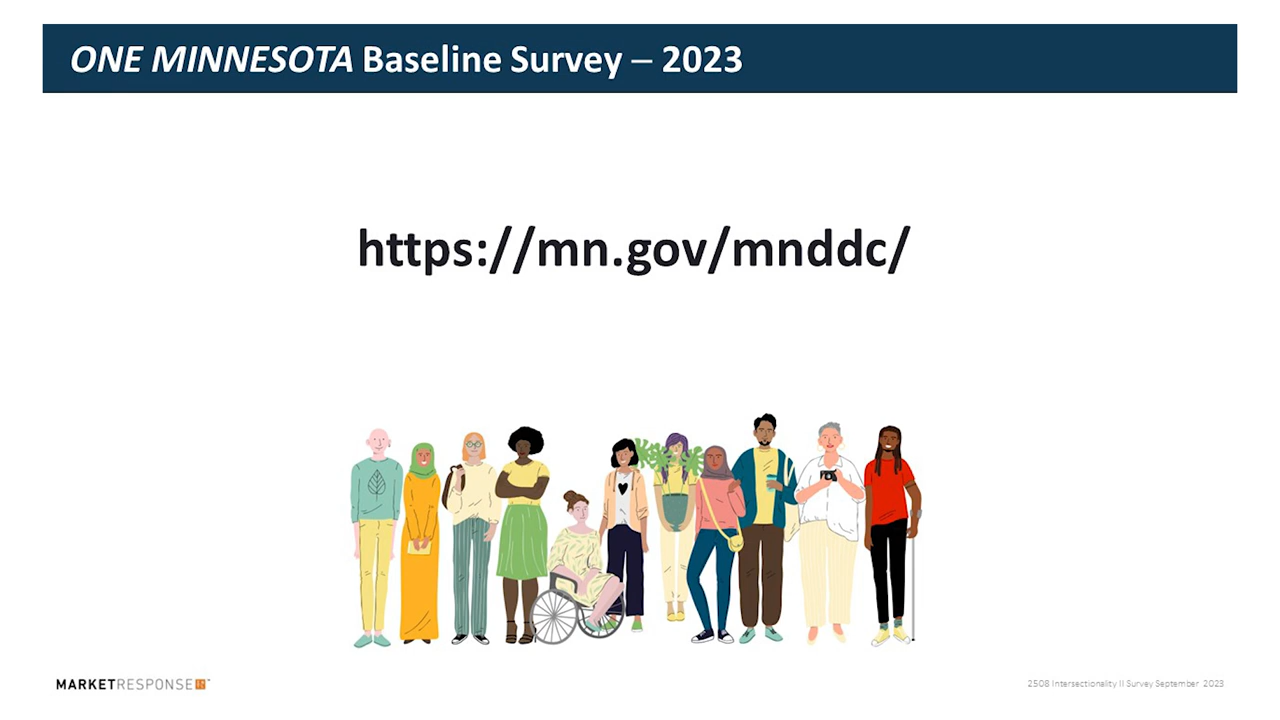 ONE MINNESOTA Baseline Survey – 2023
https://mn.gov/mnddc/
MARKETRESPONSE
2508 Intersectionality II Survey September 2023